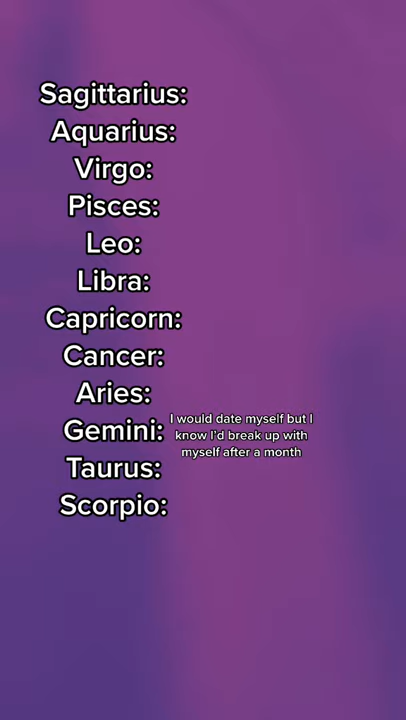 Sagittarius:
Aquarius:
Virgo:
Pisces:
Leo:
Libra:
Capricorn:
Cancer:
Aries:
Gemini:
I would date myself but I
know I'd break up with
myself after a month
Taurus:
Scorpio: